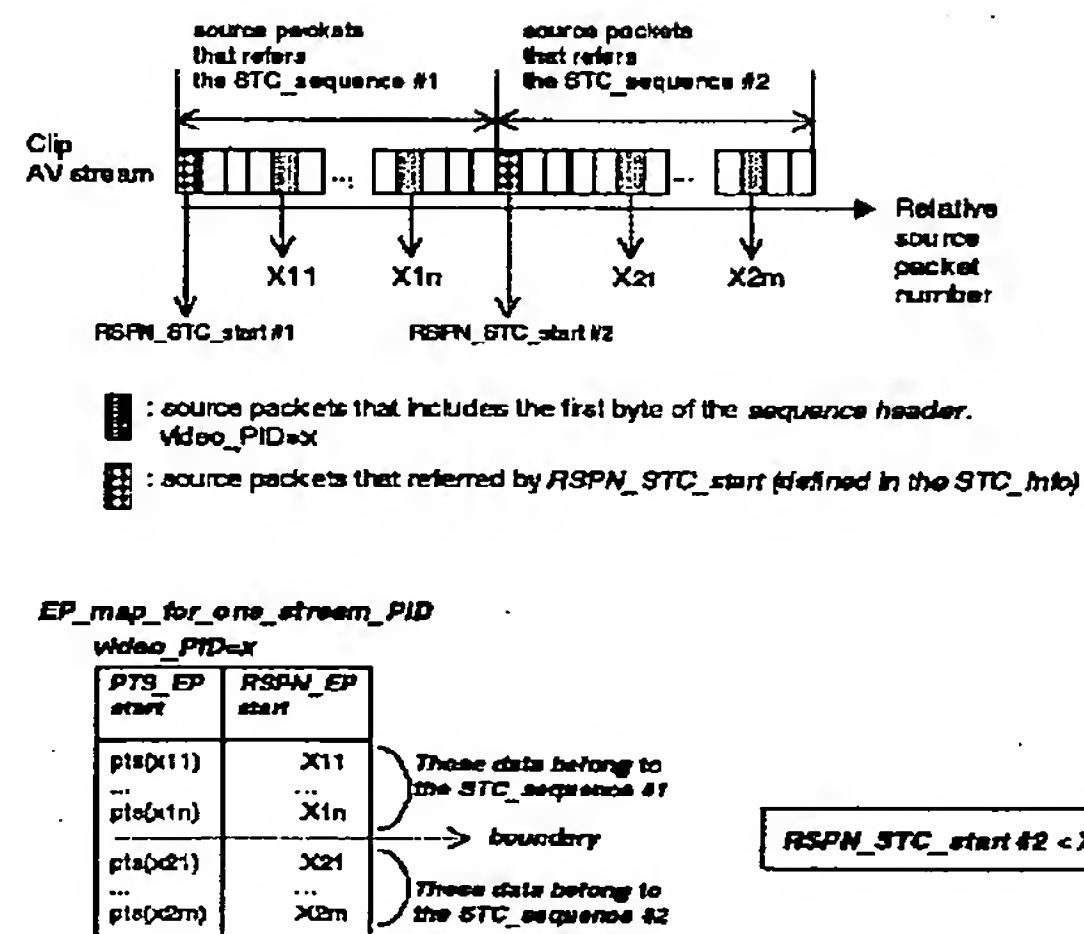 source packets
that refers
the STC_sequence #1
source packets
that refers
the STC_sequence #2
Clip
AV stream
...
...
Relative
source
packet
number
X11
X1n
X21
X2m
RSPN_STC_start #1
RSPN_STC_start #2
: source packets that includes the first byte of the sequence header.
video_PID=x
: source packets that referred by RSPN_STC_start (defined in the STC_Info)
EP_map_for_one_stream_PID
video_PID=x
PTS_EP
start
RSPN_EP
start
pts(x11)
X11
...
...
pts(x1n)
X1n
These data belong to
the STC_sequence #1
boundary
pts(x21)
X21
...
...
pts(x2m)
X2m
These data belong to
the STC_sequence #2
RSPN_STC_start #2 <